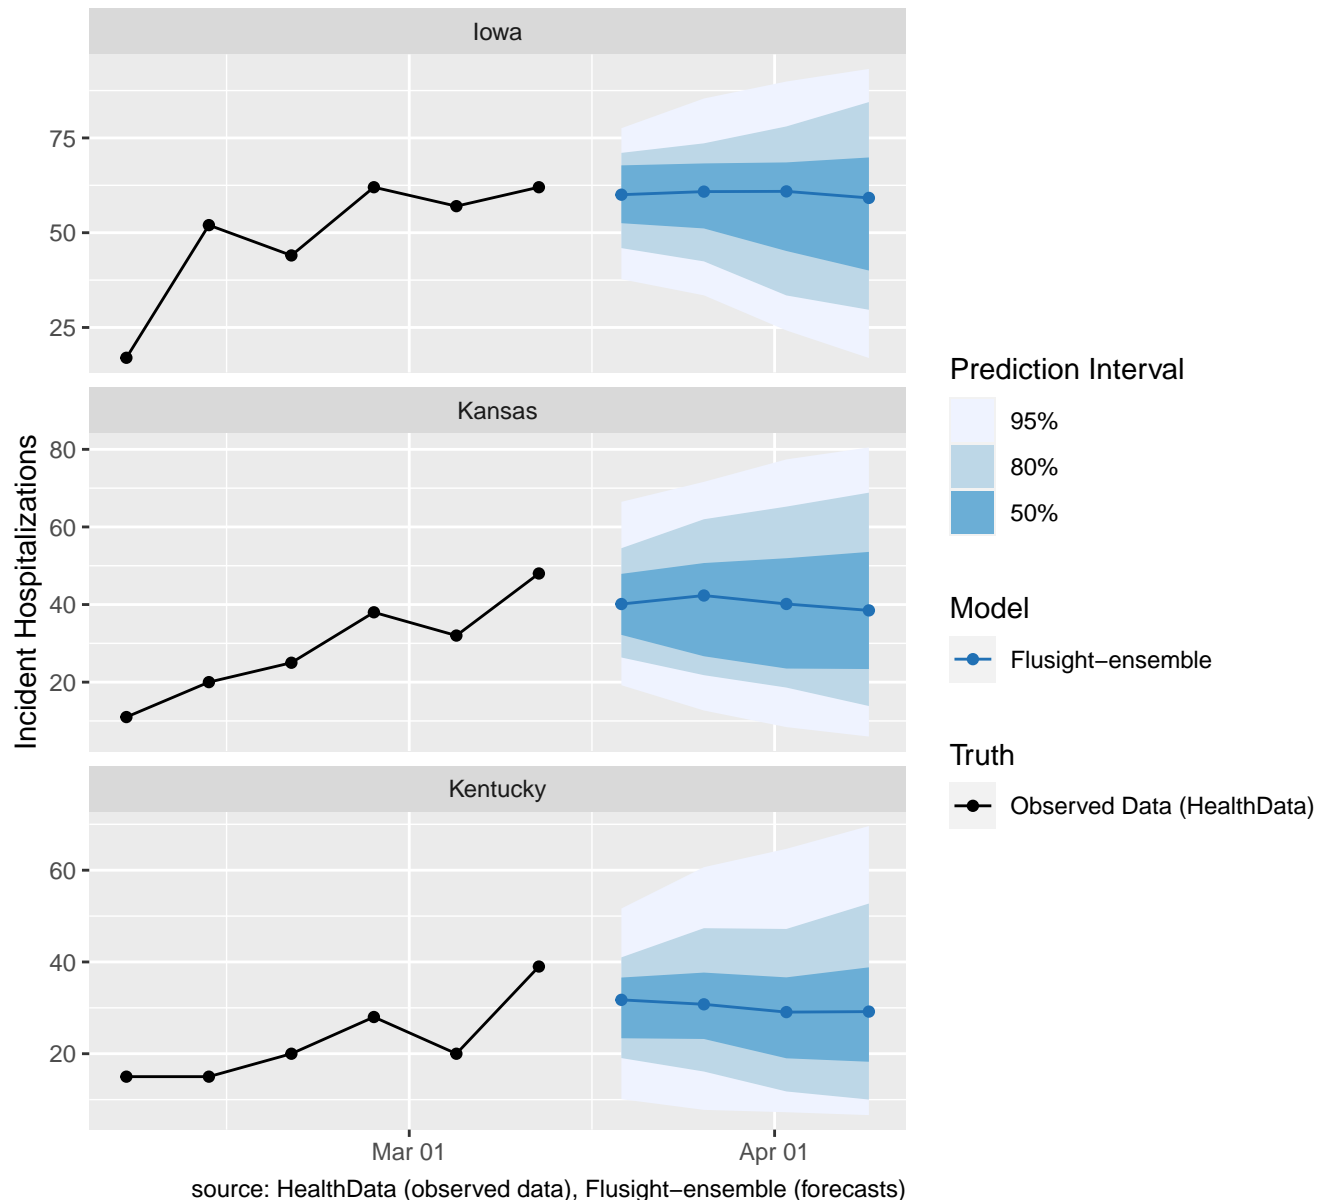 Iowa
75
50
25
Kansas
80
60
40
20
Kentucky
60
40
20
Incident Hospitalizations
Mar 01
Apr 01
source: HealthData (observed data), Flusight−ensemble (forecasts)
Prediction Interval
95%
80%
50%
Model
Flusight−ensemble
Truth
Observed Data (HealthData)